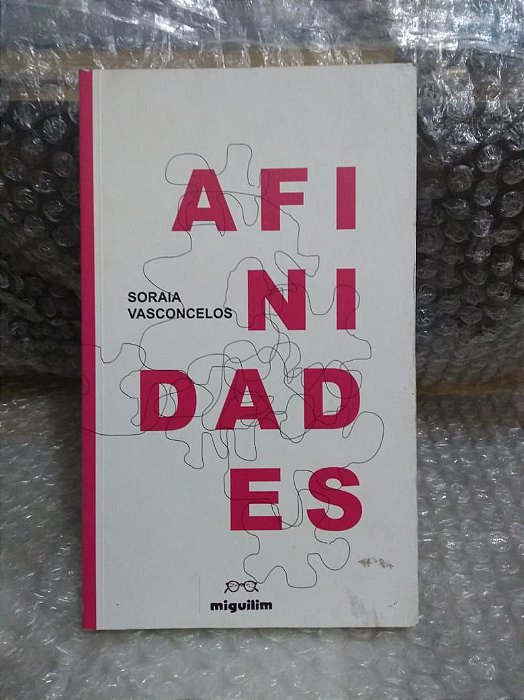 AFI
SORAIA
VASCONCELOS
NI
DAD
ES
miguilim